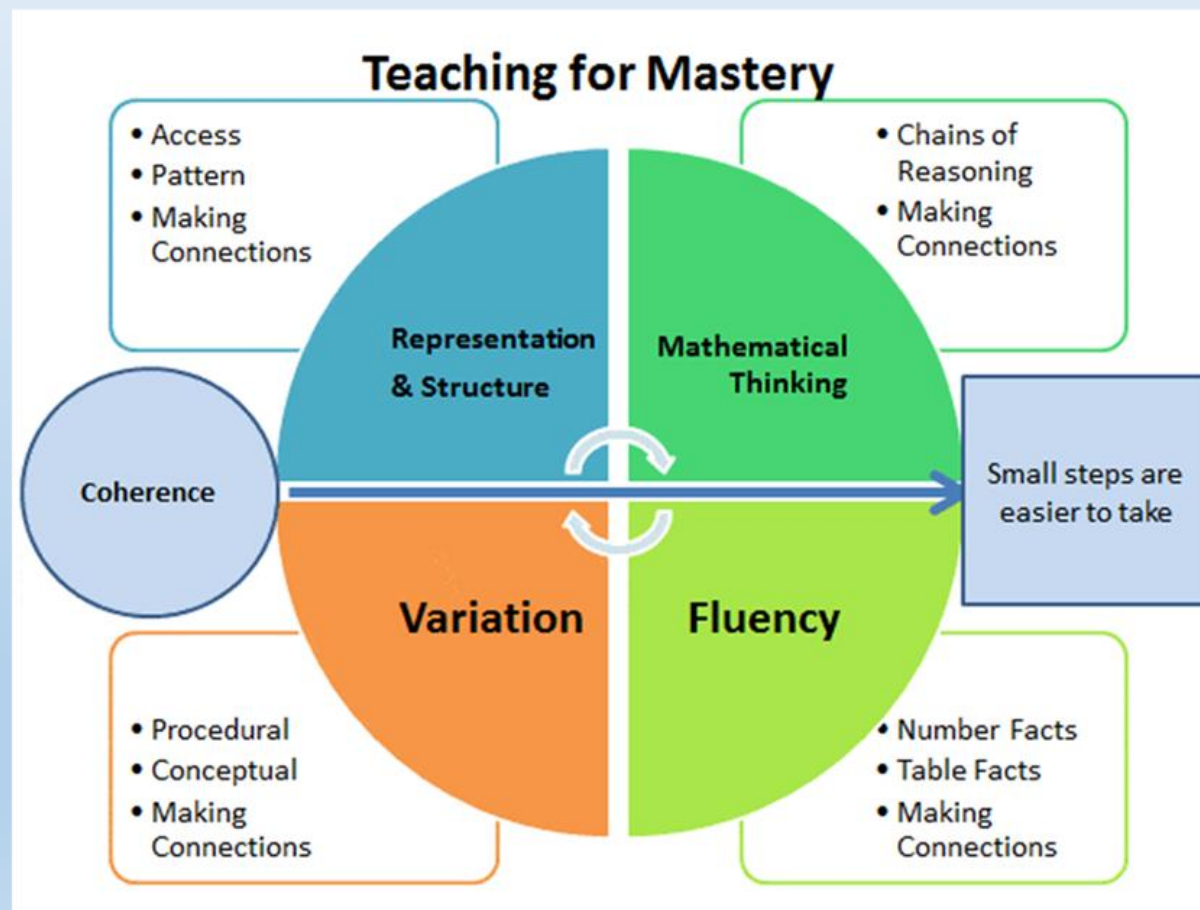 Teaching for Mastery
• Access
• Pattern
• Making
Connections
• Chains of
Reasoning
• Making
Connections
Representation
& Structure
Mathematical
Thinking
Coherence
Small steps are
easier to take
Variation
Fluency
• Procedural
• Conceptual
• Making
Connections
• Number Facts
• Table Facts
• Making
Connections